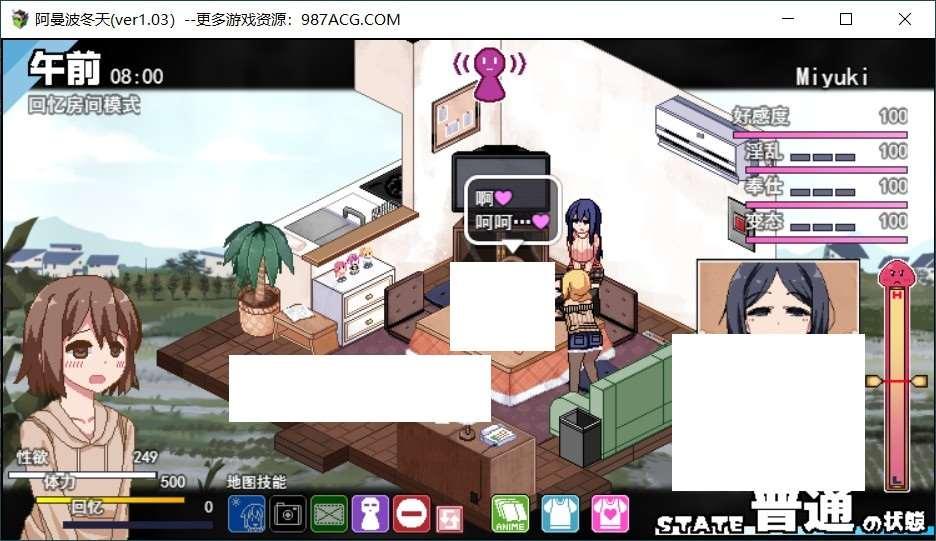 阿曼波冬天(ver1.03）--更多游戏资源：987ACG.COM
午前 08:00
回忆房间模式
Miyuki
好感度 100
淫乱 100
奉仕 100
变态 100
啊
呵呵…
H
L
性欲 249
体力 500
回忆 0
地图技能
ANIME
STATE 普通の状態